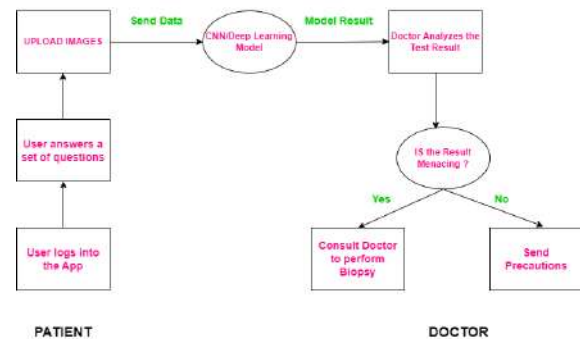 Send Data
Model Result
UPLOAD IMAGES
CNN/Deep Learning
Model
Doctor Analyzes the
Test Result
User answers a
set of questions
IS the Result
Menacing ?
Yes
No
User logs into
the App
Consult Doctor
to perform
Biopsy
Send
Precautions
PATIENT
DOCTOR